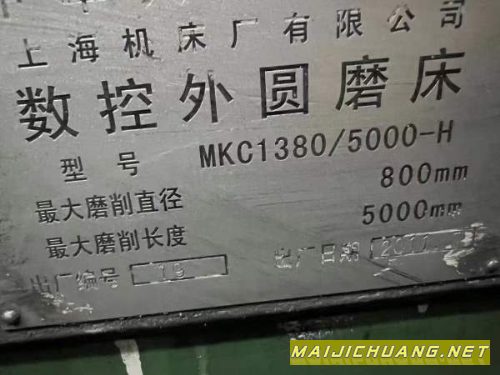 上海机床厂有限公司
数控外圆磨床
型号 MKC1380/5000-H
最大磨削直径 800mm
最大磨削长度 5000mm
出厂编号 19 出厂日期 2011
MAIJICHUANG.NET